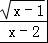 √(x − 1)
x − 2